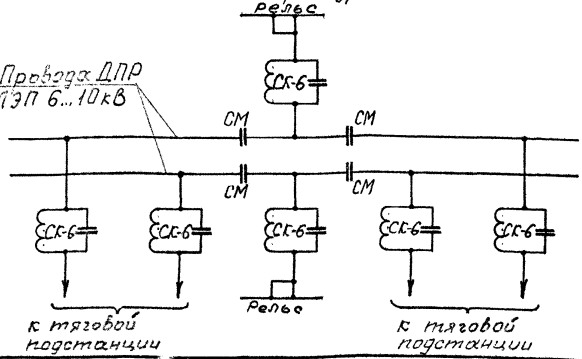 Рельс
СК-6
Провода ДПР
ЛЭП 6...10кВ
СМ
СМ
СМ
СМ
СК-6
СК-6
СК-6
СК-6
СК-6
Рельс
к тяговой
подстанции
к тяговой
подстанции